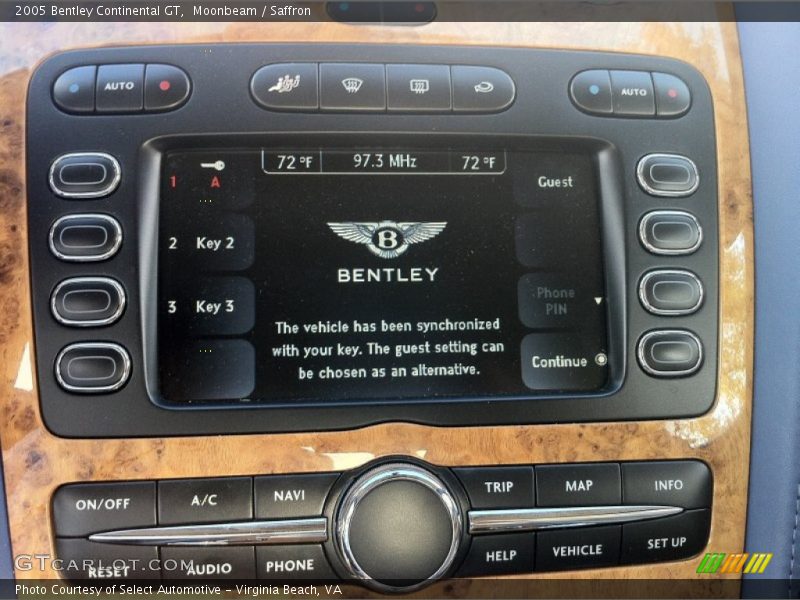 2005 Bentley Continental GT, Moonbeam / Saffron
AUTO
AUTO
72 °F 97.3 MHz 72 °F
1 A
Guest
B
2 Key 2
BENTLEY
3 Key 3
Phone PIN
The vehicle has been synchronized
with your key. The guest setting can
be chosen as an alternative.
Continue
ON/OFF A/C NAVI TRIP MAP INFO
RESET AUDIO PHONE HELP VEHICLE SET UP
GTCARLOT.COM
Photo Courtesy of Select Automotive - Virginia Beach, VA